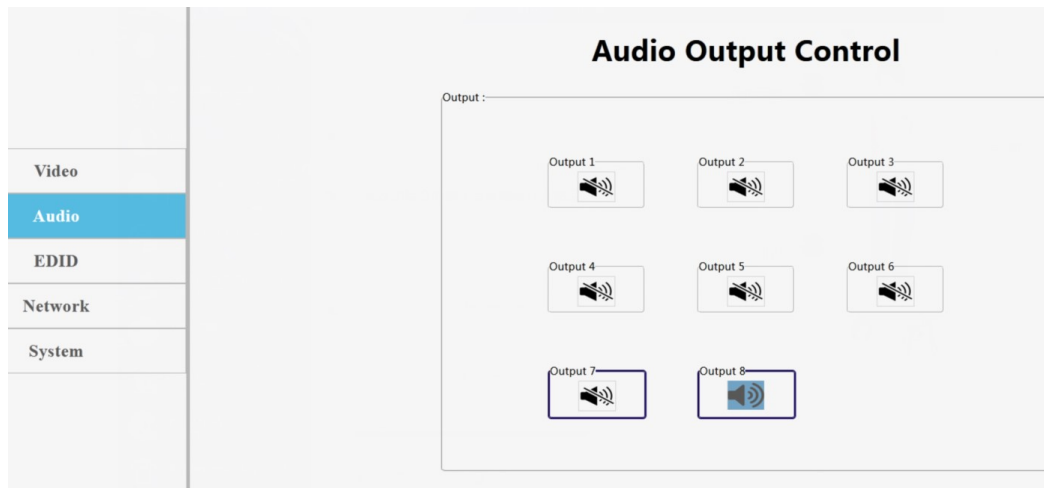 Audio Output Control
Output :
Video
Audio
EDID
Network
System
Output 1
Output 2
Output 3
Output 4
Output 5
Output 6
Output 7
Output 8